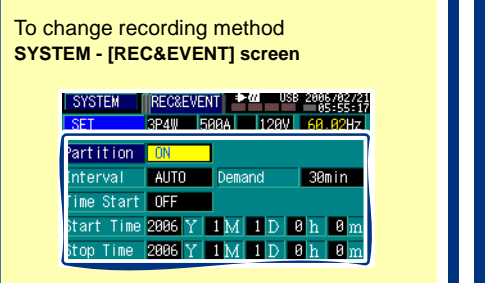 To change recording method
SYSTEM - [REC&EVENT] screen
SYSTEM REC&EVENT USB 2006/02/21
05:55:17
SET 3P4W 500A 120V 60.02Hz
Partition ON
Interval AUTO Demand 30min
Time Start OFF
Start Time 2006 Y 1 M 1 D 0 h 0 m
Stop Time 2006 Y 1 M 1 D 0 h 0 m